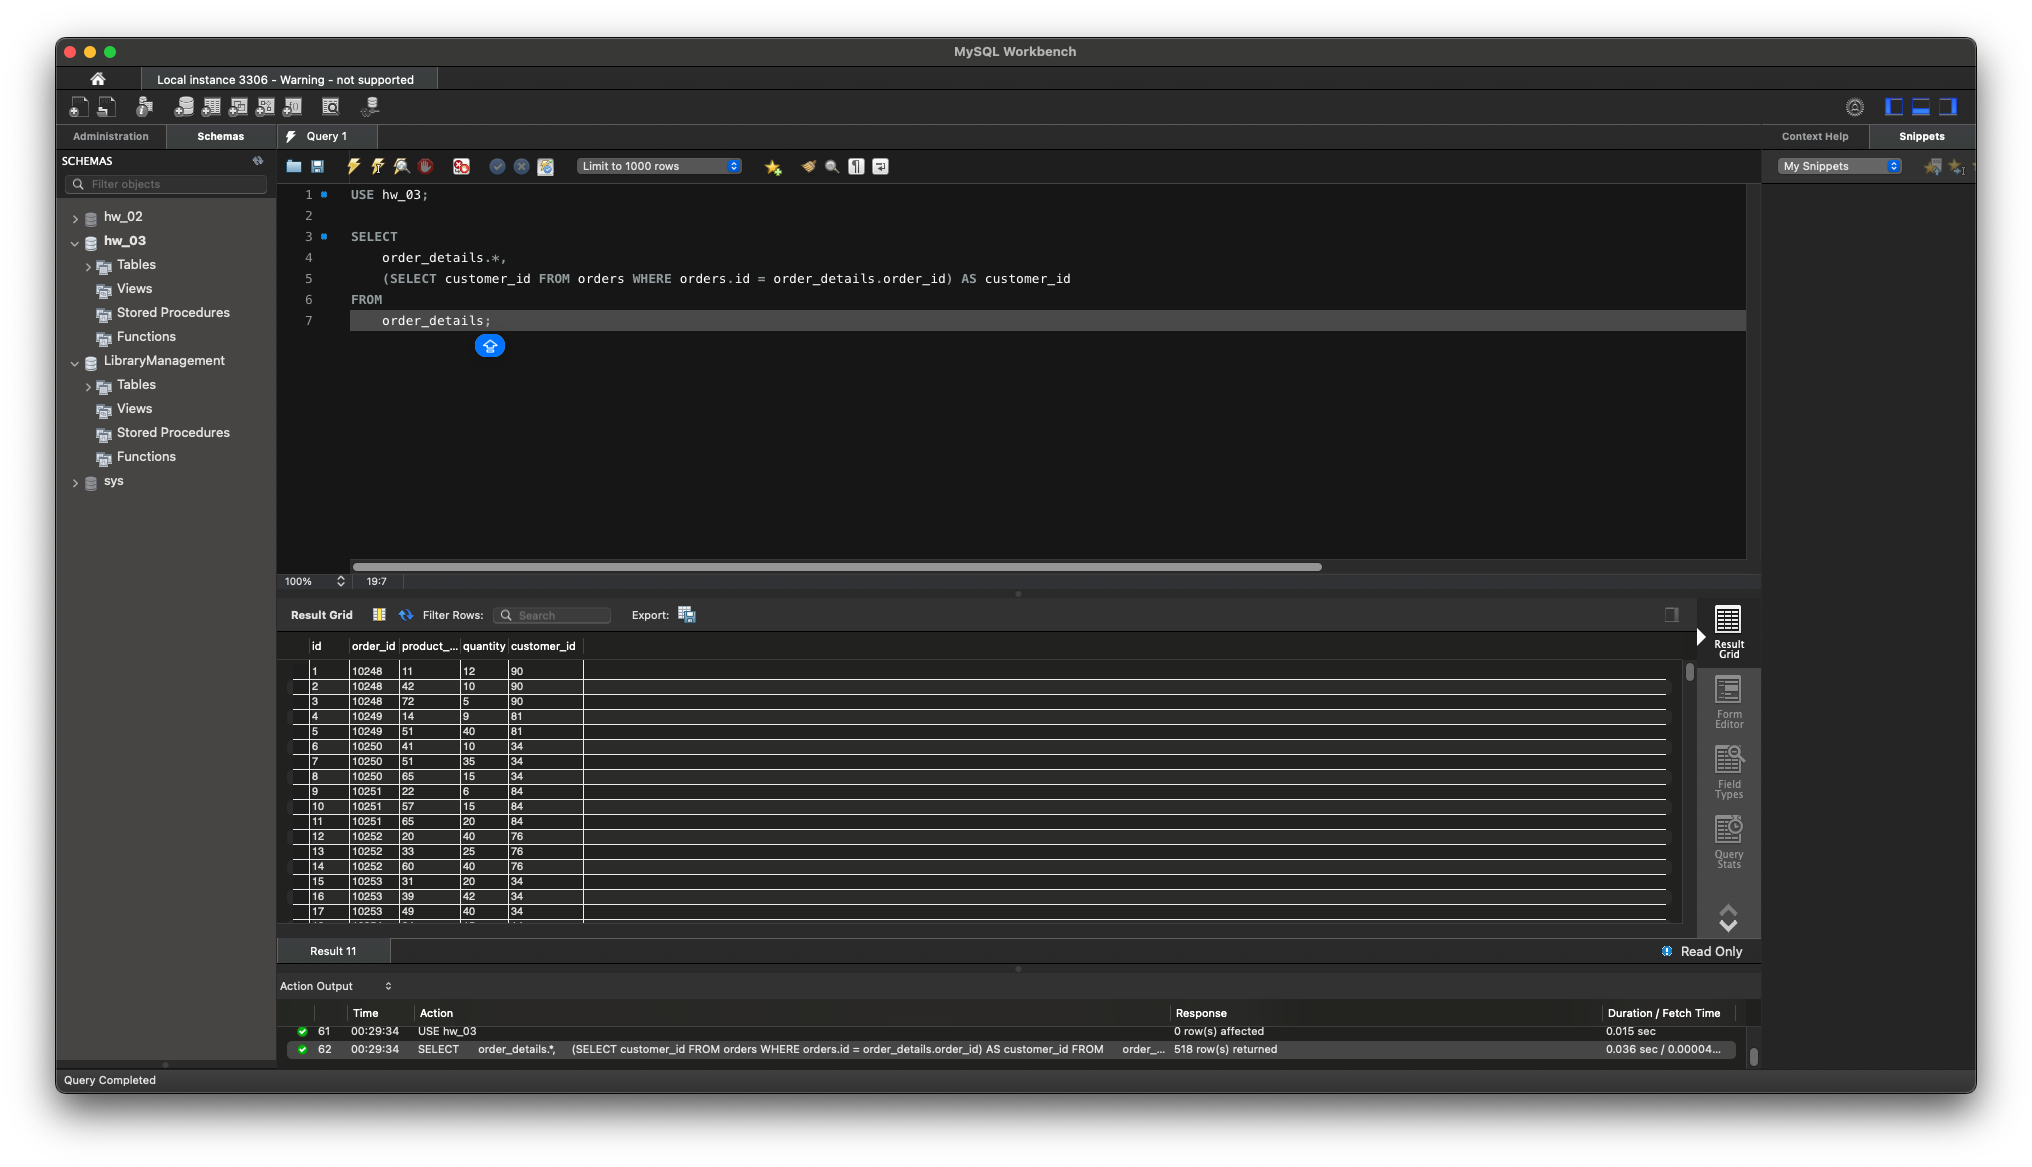 MySQL Workbench
Local instance 3306 - Warning - not supported
Administration Schemas Query 1 Context Help Snippets
SCHEMAS
Filter objects
Limit to 1000 rows
My Snippets
hw_02
hw_03
Tables
Views
Stored Procedures
Functions
LibraryManagement
Tables
Views
Stored Procedures
Functions
sys
1 USE hw_03;
2
3 SELECT
4 order_details.*,
5 (SELECT customer_id FROM orders WHERE orders.id = order_details.order_id) AS customer_id
6 FROM
7 order_details;
100% 19:7
Result Grid Filter Rows: Search Export:
id order_id product_... quantity customer_id
1 10248 11 12 90
2 10248 42 10 90
3 10248 72 5 90
4 10249 14 9 81
5 10249 51 40 81
6 10250 41 10 34
7 10250 51 35 34
8 10250 65 15 34
9 10251 22 6 84
10 10251 57 15 84
11 10251 65 20 84
12 10252 20 40 76
13 10252 33 25 76
14 10252 60 40 76
15 10253 31 20 34
16 10253 39 42 34
17 10253 49 40 34
Result
Grid
Form
Editor
Field
Types
Query
Stats
Result 11 Read Only
Action Output
Time Action Response Duration / Fetch Time
61 00:29:34 USE hw_03 0 row(s) affected 0.015 sec
62 00:29:34 SELECT order_details.*, (SELECT customer_id FROM orders WHERE orders.id = order_details.order_id) AS customer_id FROM order_... 518 row(s) returned 0.036 sec / 0.00004...
Query Completed